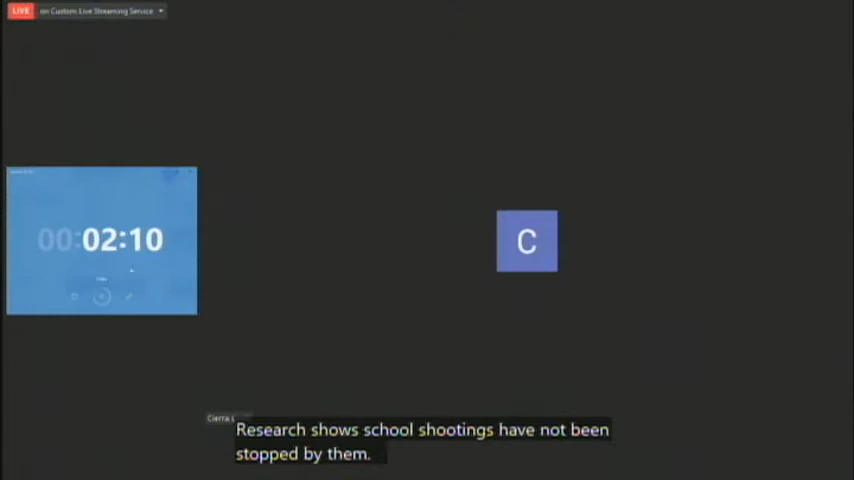 LIVE on Custom Live Streaming Service
00:02:10
C
Cierra
Research shows school shootings have not been
stopped by them.